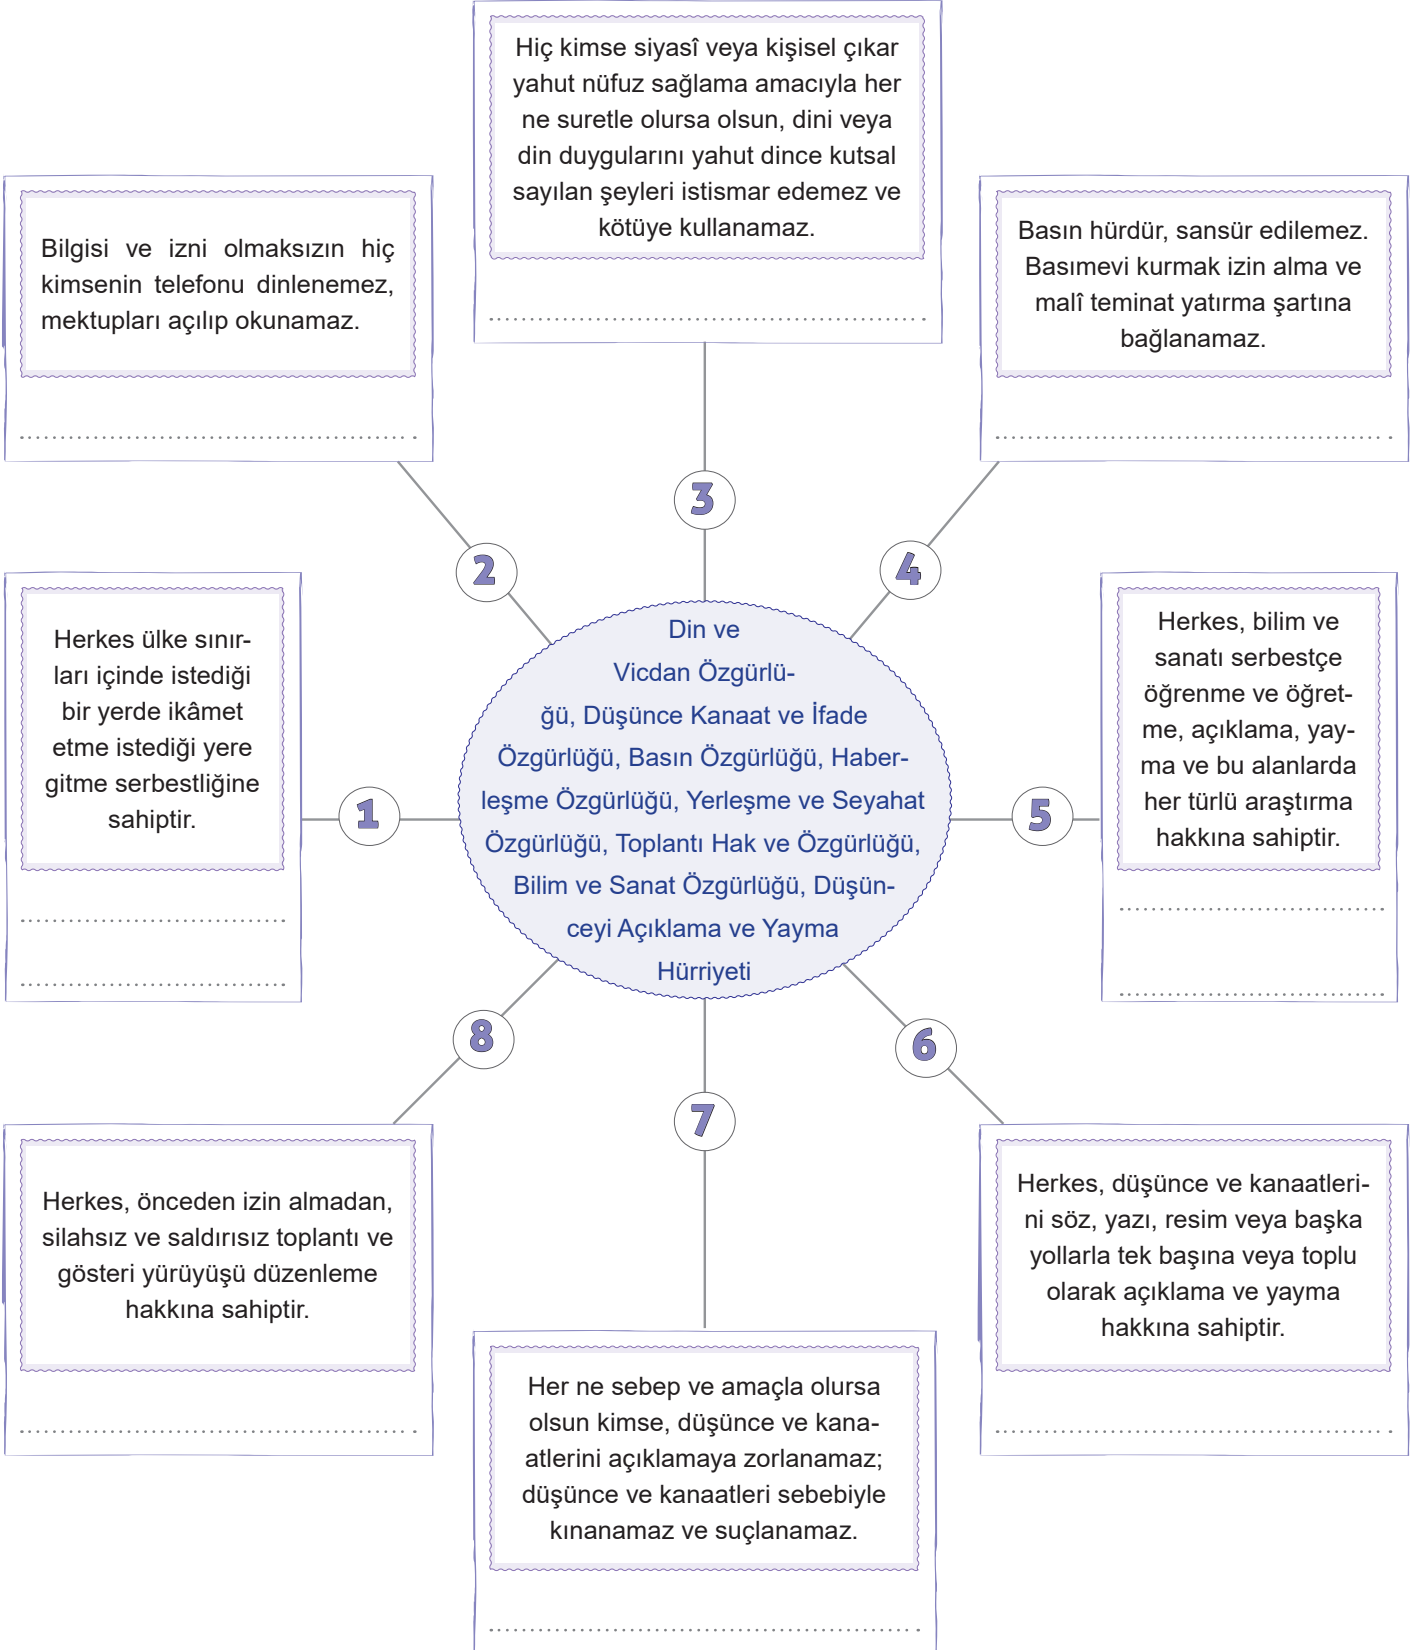 Hiç kimse siyasî veya kişisel çıkar
yahut nüfuz sağlama amacıyla her
ne suretle olursa olsun, dini veya
din duygularını yahut dince kutsal
sayılan şeyleri istismar edemez ve
kötüye kullanamaz.
Bilgisi ve izni olmaksızın hiç
kimsenin telefonu dinlenemez,
mektupları açılıp okunamaz.
Basın hürdür, sansür edilemez.
Basımevi kurmak izin alma ve
malî teminat yatırma şartına
bağlanamaz.
3
2
4
Herkes ülke sınır-
ları içinde istediği
bir yerde ikâmet
etme istediği yere
gitme serbestliğine
sahiptir.
1
Din ve
Vicdan Özgürlü-
ğü, Düşünce Kanaat ve İfade
Özgürlüğü, Basın Özgürlüğü, Haber-
leşme Özgürlüğü, Yerleşme ve Seyahat
Özgürlüğü, Toplantı Hak ve Özgürlüğü,
Bilim ve Sanat Özgürlüğü, Düşün-
ceyi Açıklama ve Yayma
Hürriyeti
5
Herkes, bilim ve
sanatı serbestçe
öğrenme ve öğret-
me, açıklama, yay-
ma ve bu alanlarda
her türlü araştırma
hakkına sahiptir.
8
6
7
Herkes, önceden izin almadan,
silahsız ve saldırısız toplantı ve
gösteri yürüyüşü düzenleme
hakkına sahiptir.
Herkes, düşünce ve kanaatleri-
ni söz, yazı, resim veya başka
yollarla tek başına veya toplu
olarak açıklama ve yayma
hakkına sahiptir.
Her ne sebep ve amaçla olursa
olsun kimse, düşünce ve kana-
atlerini açıklamaya zorlanamaz;
düşünce ve kanaatleri sebebiyle
kınanamaz ve suçlanamaz.